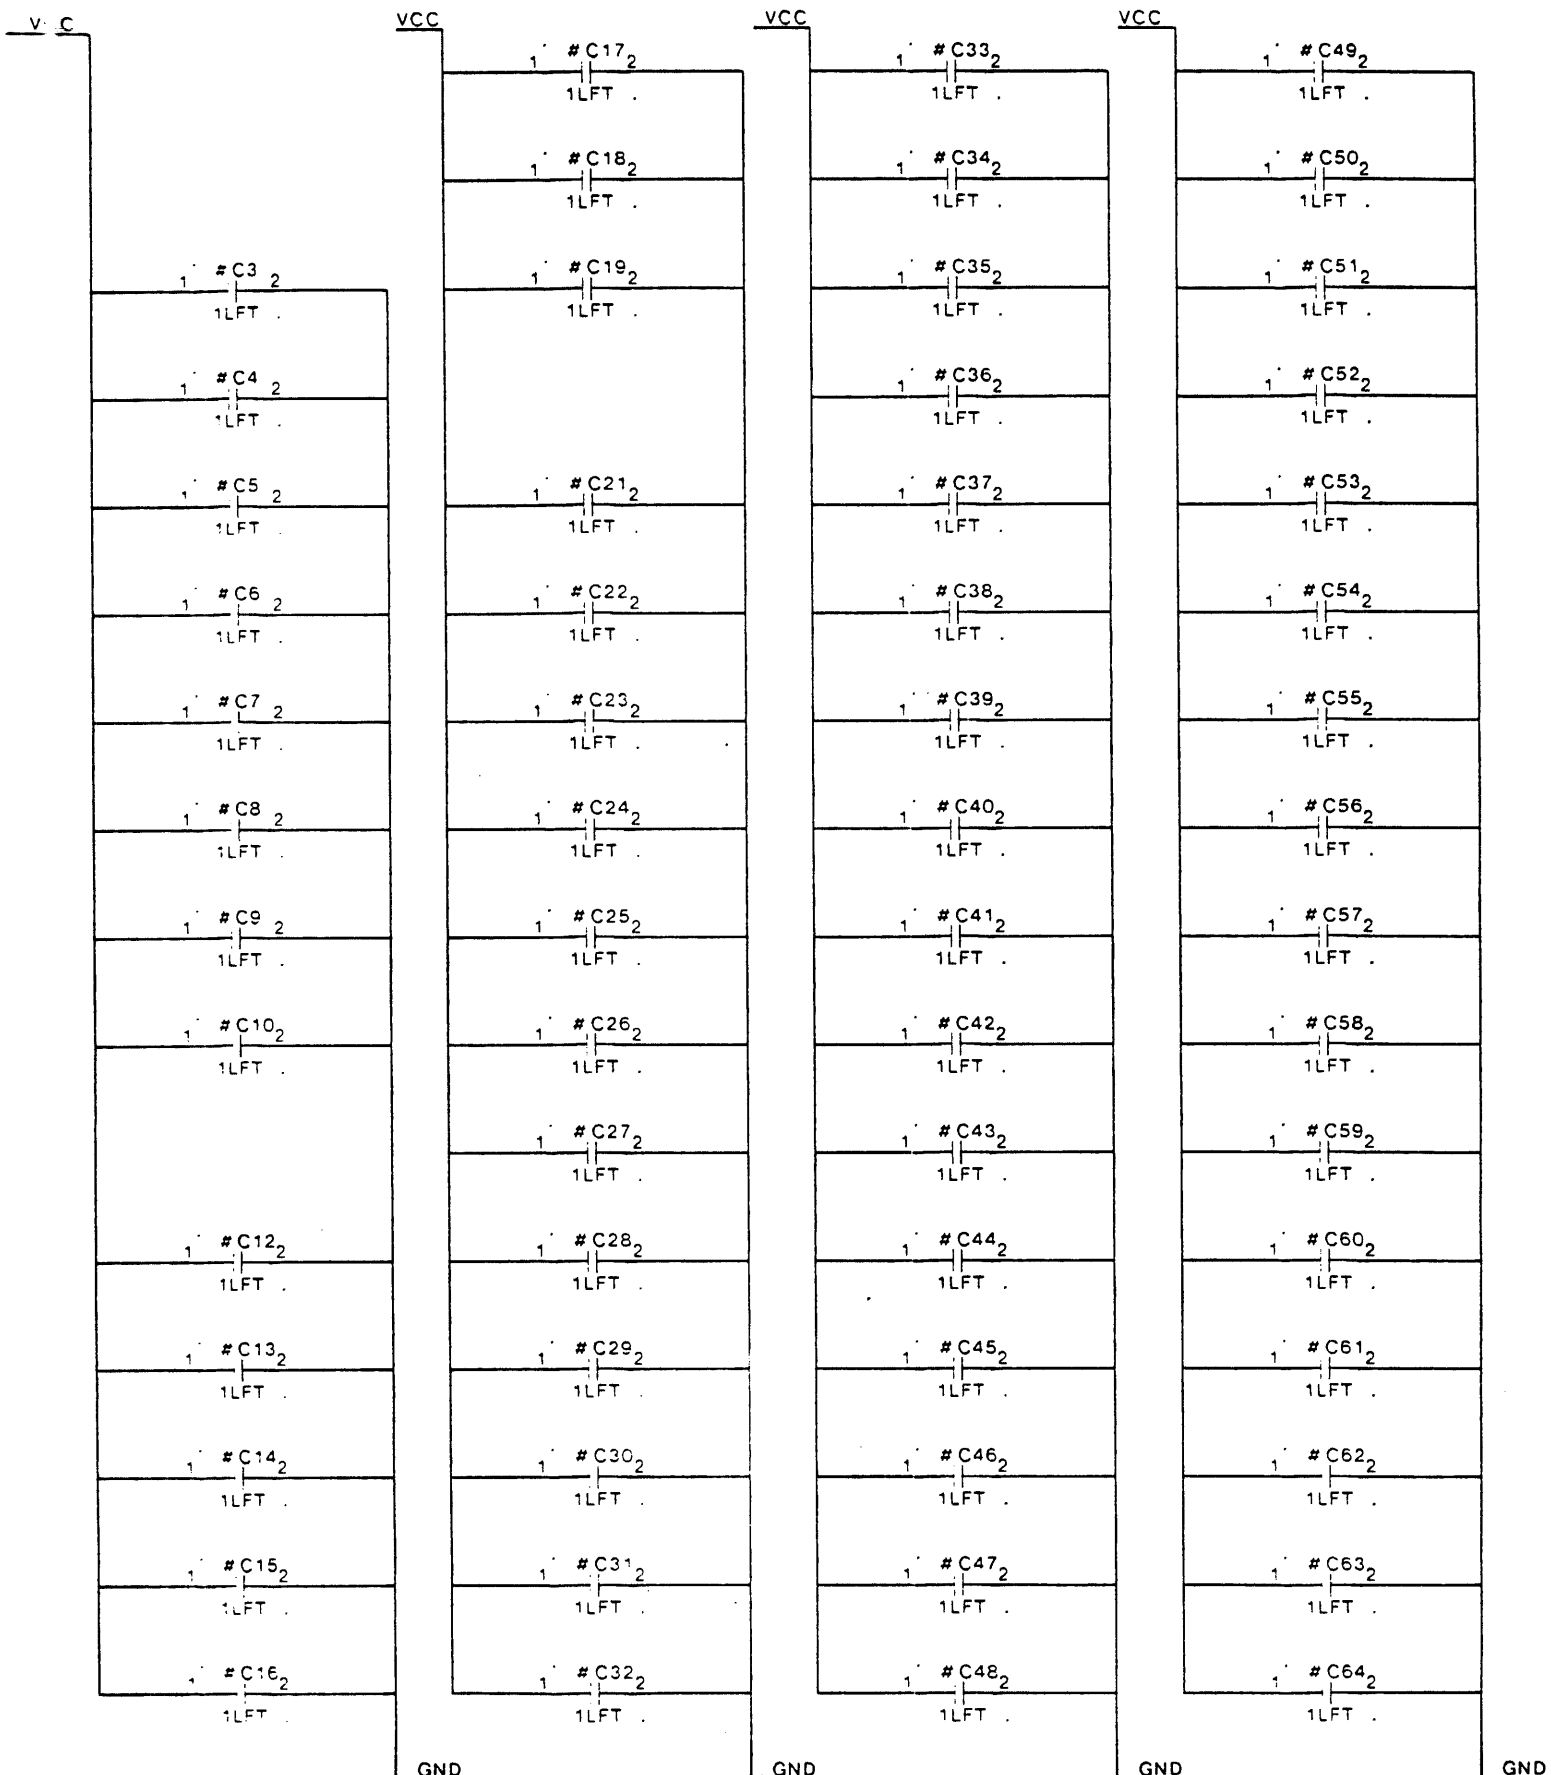 V C
VCC
VCC
VCC
1 #C17 2
1LFT .
1 #C33 2
1LFT .
1 #C49 2
1LFT .
1 #C18 2
1LFT .
1 #C34 2
1LFT .
1 #C50 2
1LFT .
1 #C3 2
1LFT .
1 #C19 2
1LFT .
1 #C35 2
1LFT .
1 #C51 2
1LFT .
1 #C4 2
1LFT .
1 #C36 2
1LFT .
1 #C52 2
1LFT .
1 #C5 2
1LFT .
1 #C21 2
1LFT .
1 #C37 2
1LFT .
1 #C53 2
1LFT .
1 #C6 2
1LFT .
1 #C22 2
1LFT .
1 #C38 2
1LFT .
1 #C54 2
1LFT .
1 #C7 2
1LFT .
1 #C23 2
1LFT .
1 #C39 2
1LFT .
1 #C55 2
1LFT .
1 #C8 2
1LFT .
1 #C24 2
1LFT .
1 #C40 2
1LFT .
1 #C56 2
1LFT .
1 #C9 2
1LFT .
1 #C25 2
1LFT .
1 #C41 2
1LFT .
1 #C57 2
1LFT .
1 #C10 2
1LFT .
1 #C26 2
1LFT .
1 #C42 2
1LFT .
1 #C58 2
1LFT .
1 #C27 2
1LFT .
1 #C43 2
1LFT .
1 #C59 2
1LFT .
1 #C12 2
1LFT .
1 #C28 2
1LFT .
1 #C44 2
1LFT .
1 #C60 2
1LFT .
1 #C13 2
1LFT .
1 #C29 2
1LFT .
1 #C45 2
1LFT .
1 #C61 2
1LFT .
1 #C14 2
1LFT .
1 #C30 2
1LFT .
1 #C46 2
1LFT .
1 #C62 2
1LFT .
1 #C15 2
1LFT .
1 #C31 2
1LFT .
1 #C47 2
1LFT .
1 #C63 2
1LFT .
1 #C16 2
1LFT .
1 #C32 2
1LFT .
1 #C48 2
1LFT .
1 #C64 2
1LFT .
GND
GND
GND
GND